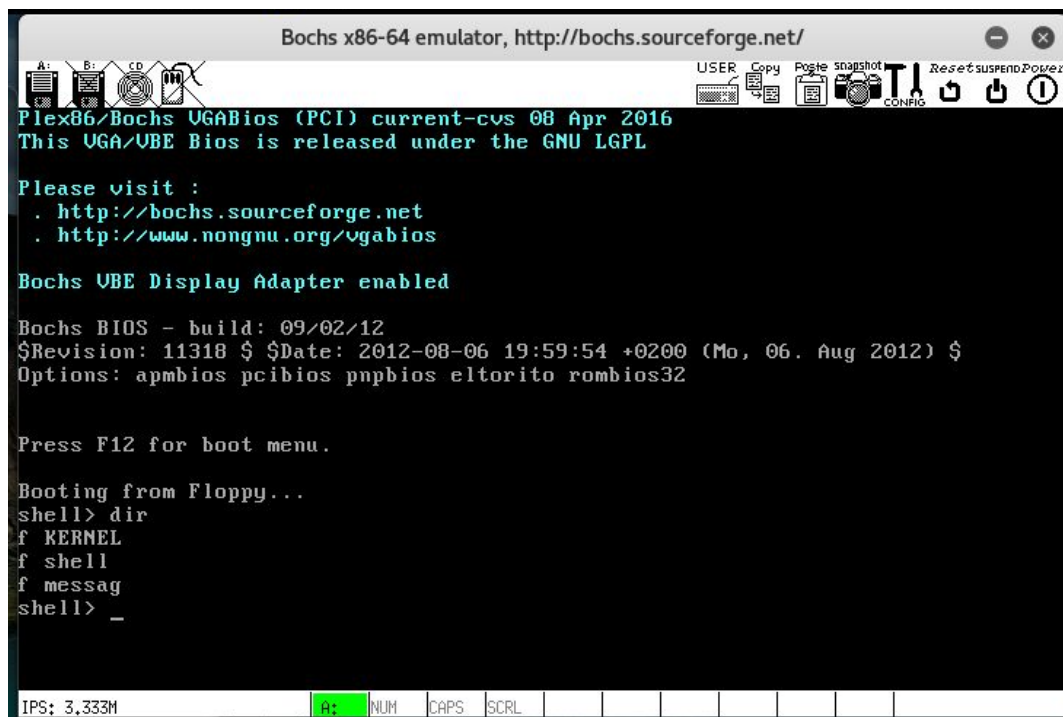 Bochs x86-64 emulator, http://bochs.sourceforge.net/
A: B: CD USER Copy Paste snapshot CONFIG Reset SUSPEND Power
Plex86/Bochs VGABios (PCI) current-cvs 08 Apr 2016
This VGA/VBE Bios is released under the GNU LGPL
Please visit :
. http://bochs.sourceforge.net
. http://www.nongnu.org/vgabios
Bochs VBE Display Adapter enabled
Bochs BIOS - build: 09/02/12
$Revision: 11318 $ $Date: 2012-08-06 19:59:54 +0200 (Mo, 06. Aug 2012) $
Options: apmbios pcibios pnpbios eltorito rombios32
Press F12 for boot menu.
Booting from Floppy...
shell> dir
f KERNEL
f shell
f messag
shell> _
IPS: 3.333M A: NUM CAPS SCRL